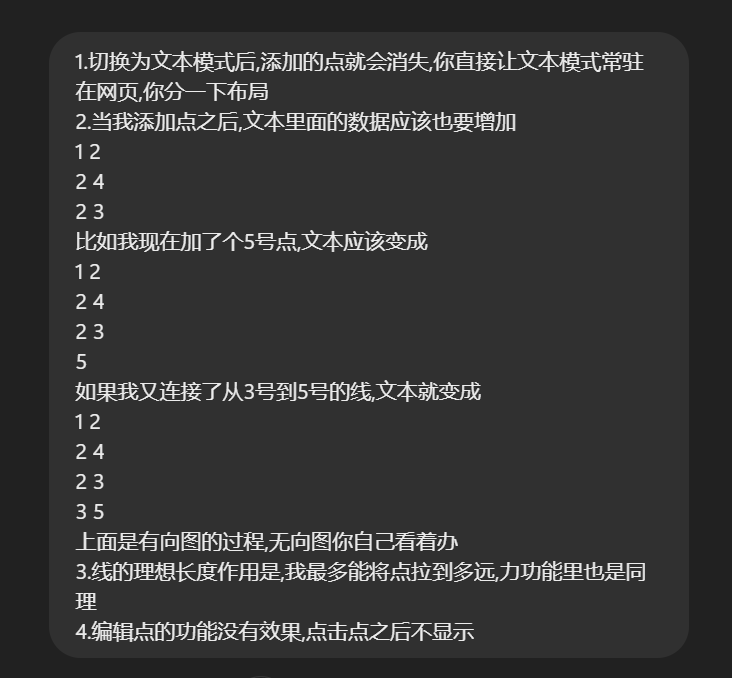 1.切换为文本模式后,添加的点就会消失,你直接让文本模式常驻
在网页,你分一下布局
2.当我添加点之后,文本里面的数据应该也要增加
1 2
2 4
2 3
比如我现在加了个5号点,文本应该变成
1 2
2 4
2 3
5
如果我又连接了从3号到5号的线,文本就变成
1 2
2 4
2 3
3 5
上面是有向图的过程,无向图你自己看着办
3.线的理想长度作用是,我最多能将点拉到多远,力功能里也是同
理
4.编辑点的功能没有效果,点击点之后不显示